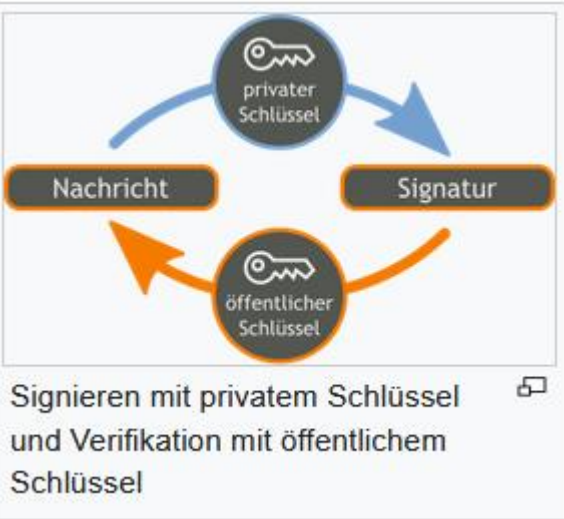 privater
Schlüssel
Nachricht
Signatur
öffentlicher
Schlüssel
Signieren mit privatem Schlüssel
und Verifikation mit öffentlichem
Schlüssel